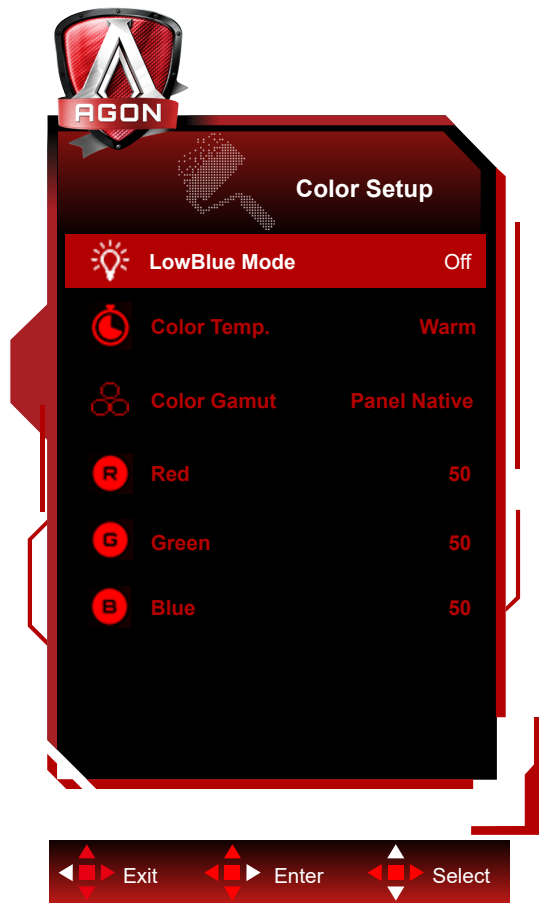 AGON
Color Setup
LowBlue Mode Off
Color Temp. Warm
Color Gamut Panel Native
R Red 50
G Green 50
B Blue 50
Exit Enter Select